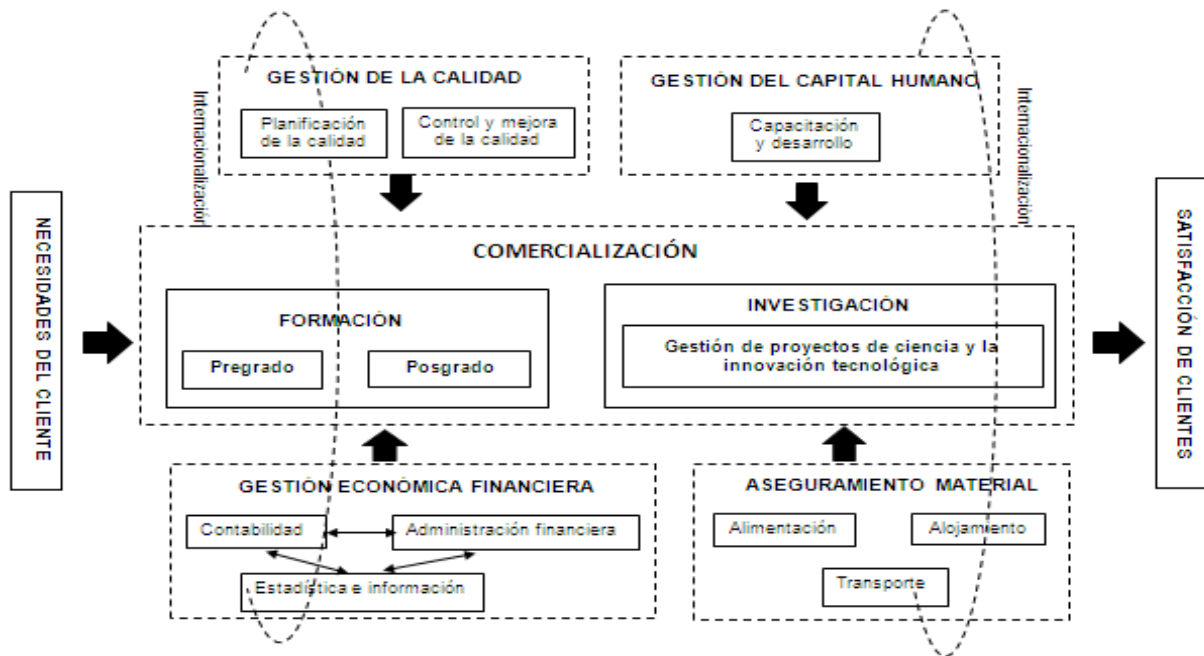 GESTIÓN DE LA CALIDAD
Planificación
de la calidad
Control y mejora
de la calidad
GESTIÓN DEL CAPITAL HUMANO
Capacitación
y desarrollo
Internacionalización
Internacionalización
NECESIDADES DEL CLIENTE
COMERCIALIZACIÓN
FORMACIÓN
Pregrado
Posgrado
INVESTIGACIÓN
Gestión de proyectos de ciencia y la
innovación tecnológica
SATISFACCIÓN DE CLIENTES
GESTIÓN ECONÓMICA FINANCIERA
Contabilidad
Administración financiera
Estadística e información
ASEGURAMIENTO MATERIAL
Alimentación
Alojamiento
Transporte